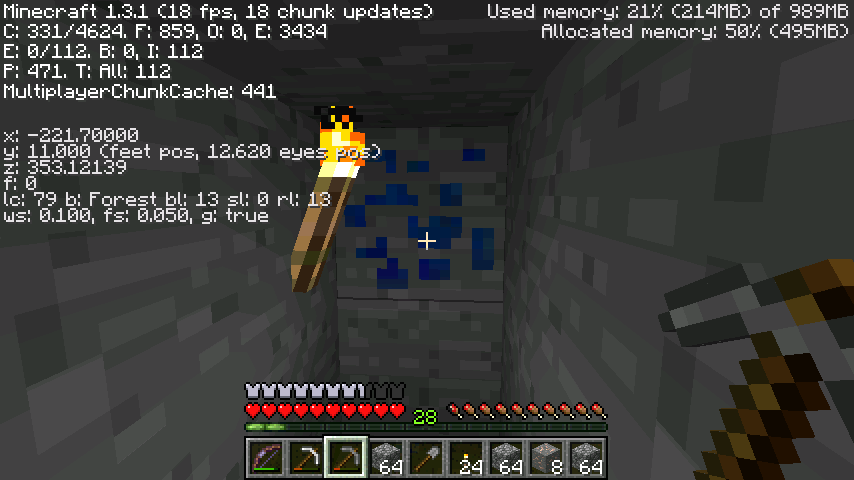 Minecraft 1.3.1 (18 fps, 18 chunk updates)
C: 331/4624. F: 859, O: 0, E: 3434
E: 0/112. B: 0, I: 112
P: 471. T: All: 112
MultiplayerChunkCache: 441
Used memory: 21% (214MB) of 989MB
Allocated memory: 50% (495MB)
x: -221.70000
y: 11.000 (feet pos, 12.620 eyes pos)
z: 353.12139
f: 0
lc: 79 b: Forest bl: 13 sl: 0 rl: 13
ws: 0.100, fs: 0.050, g: true
28
64 24 64 8 64